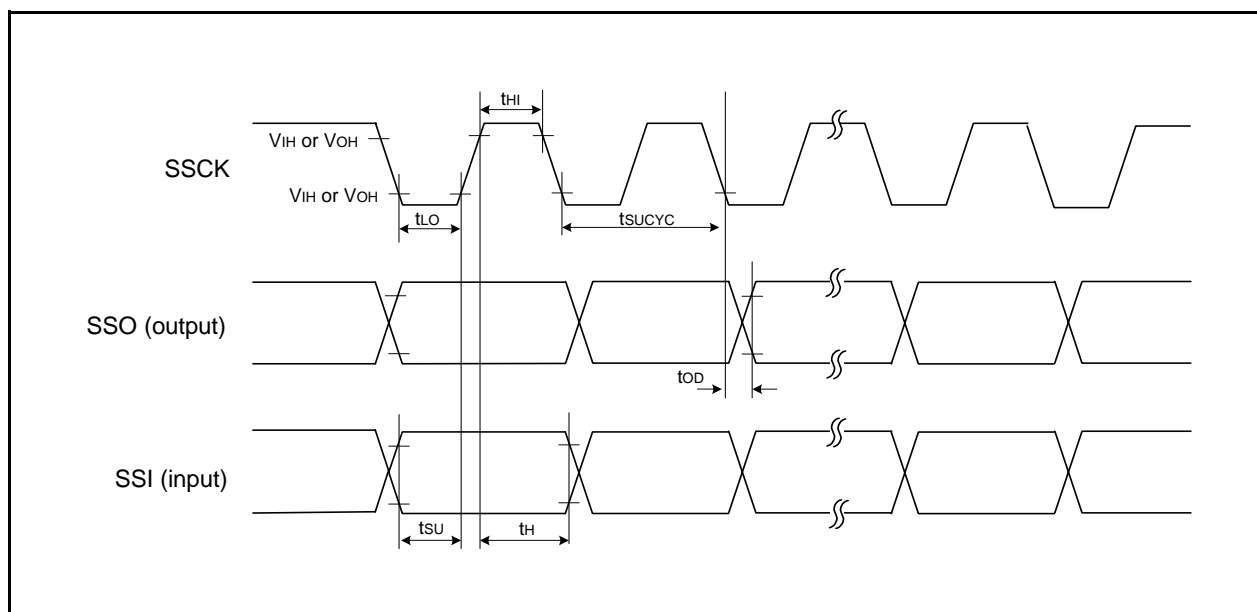 tHI
VIH or VOH
SSCK
VIH or VOH
tLO
tSUCYC
SSO (output)
tOD
SSI (input)
tSU
tH